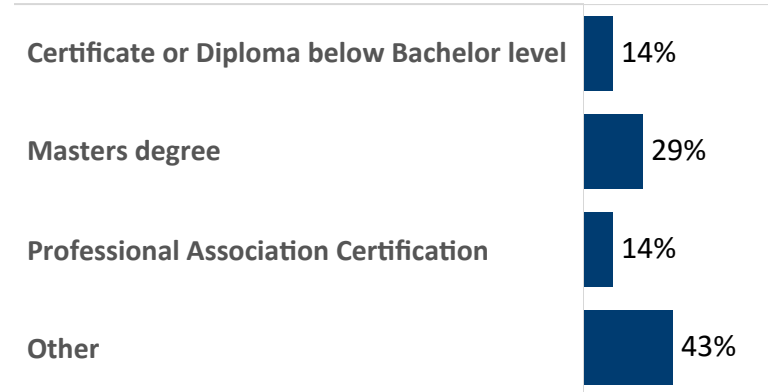 Certificate or Diploma below Bachelor level 14%
Masters degree 29%
Professional Association Certification 14%
Other 43%